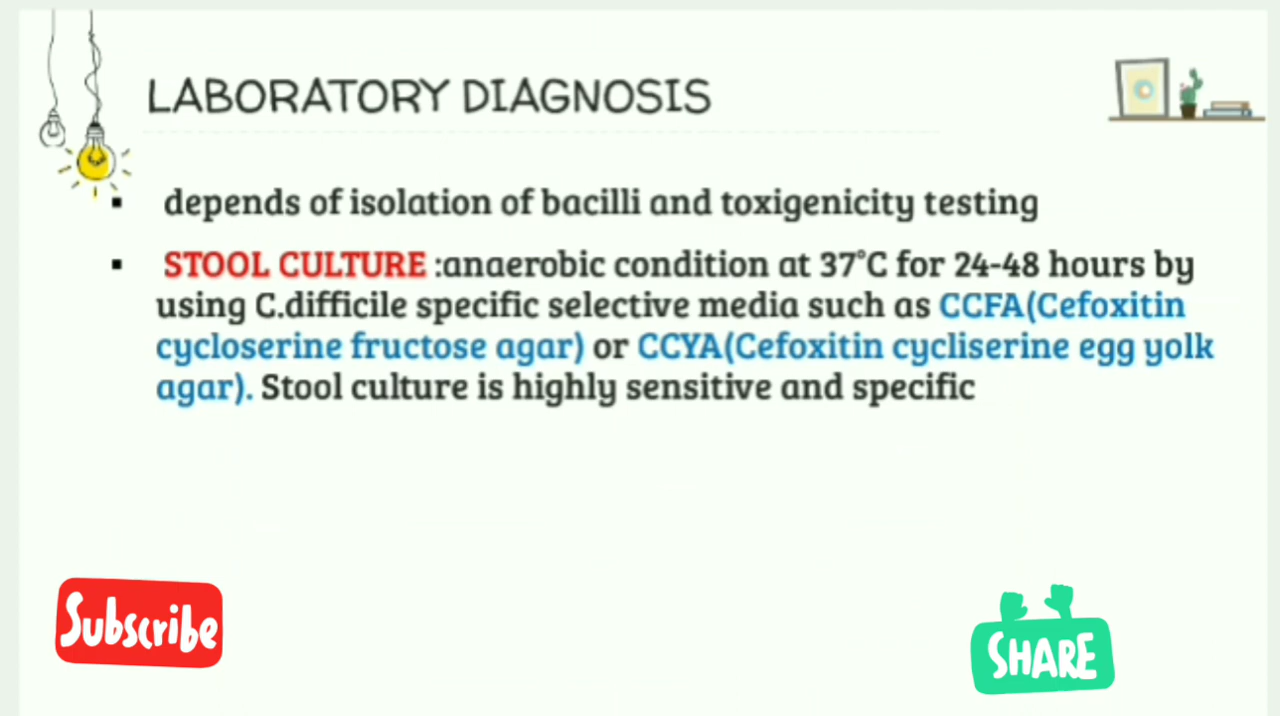 LABORATORY DIAGNOSIS
▪ depends of isolation of bacilli and toxigenicity testing
▪ STOOL CULTURE :anaerobic condition at 37°C for 24-48 hours by
using C.difficile specific selective media such as CCFA(Cefoxitin
cycloserine fructose agar) or CCYA(Cefoxitin cycliserine egg yolk
agar). Stool culture is highly sensitive and specific
Subscribe
SHARE